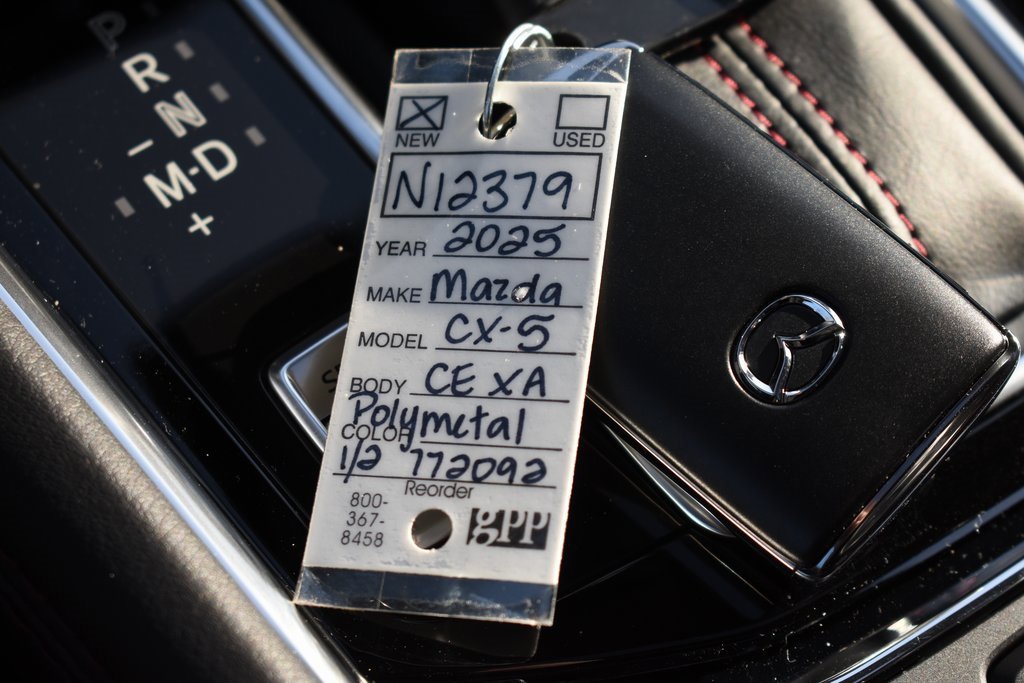 P
R
N
–
M-D
+
NEW USED
N12379
YEAR 2025
MAKE Mazda
MODEL CX-5
BODY CE XA
COLOR Polymetal
1/2 772092
Reorder
800-
367-
8458
gPP